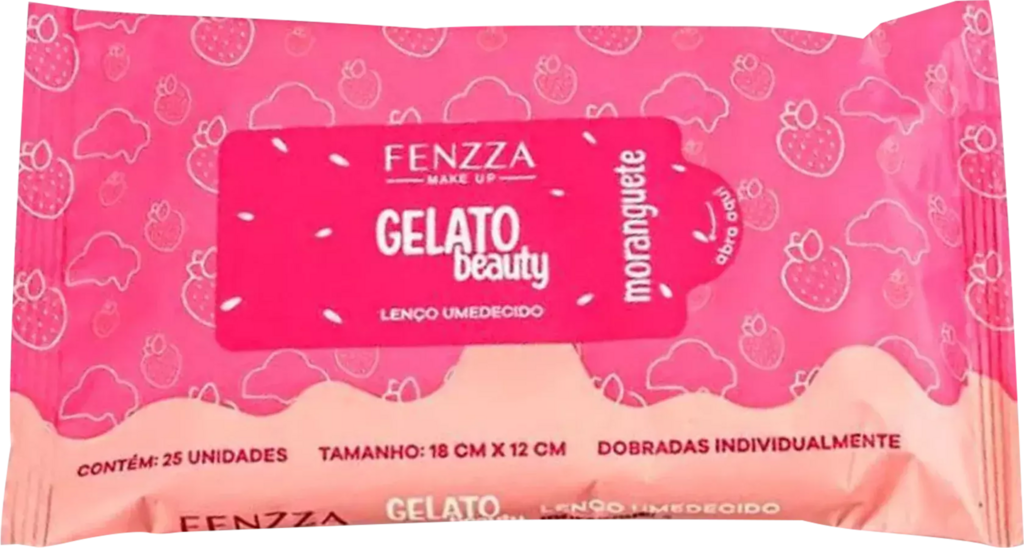 FENZZA
MAKE UP
GELATO
beauty
LENÇO UMEDECIDO
moranguete
abra aqui
CONTÉM: 25 UNIDADES TAMANHO: 18 CM X 12 CM DOBRADAS INDIVIDUALMENTE
FENZZA GELATO LENÇO UMEDECIDO
beauty